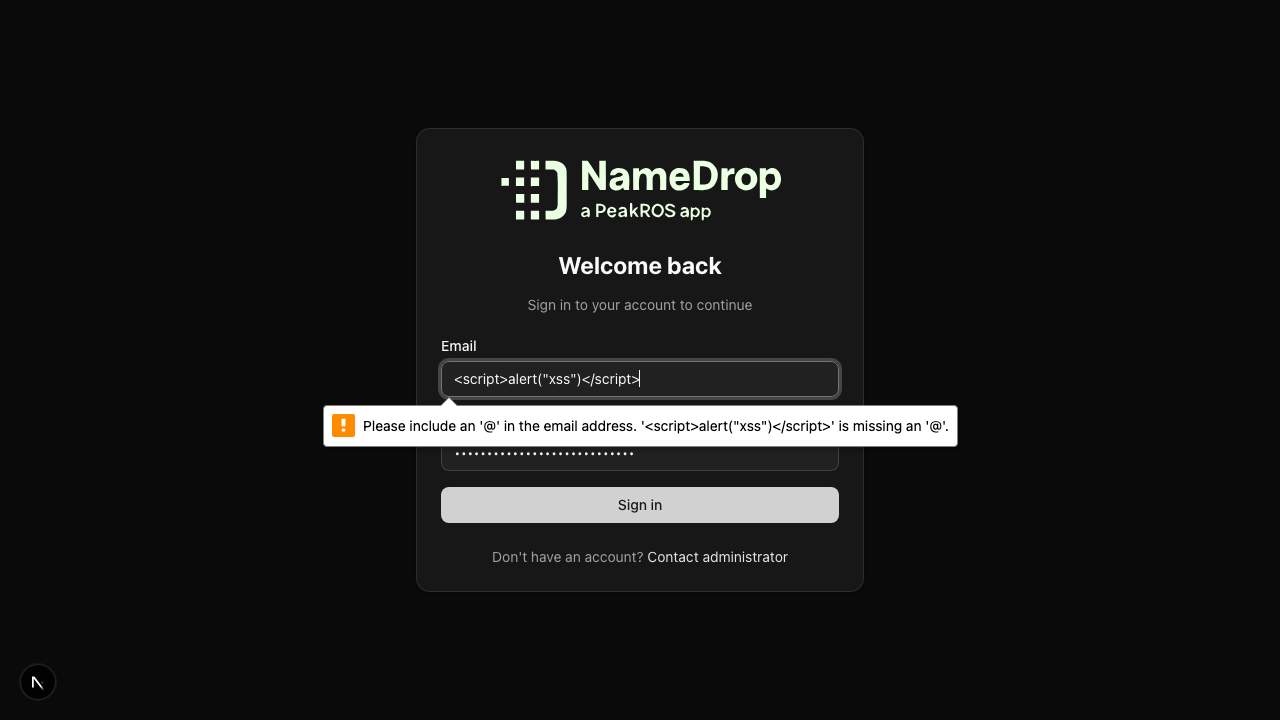 NameDrop
a PeakROS app
Welcome back
Sign in to your account to continue
Email
<script>alert("xss")</script>
Please include an '@' in the email address. '<script>alert("xss")</script>' is missing an '@'.
Sign in
Don't have an account? Contact administrator